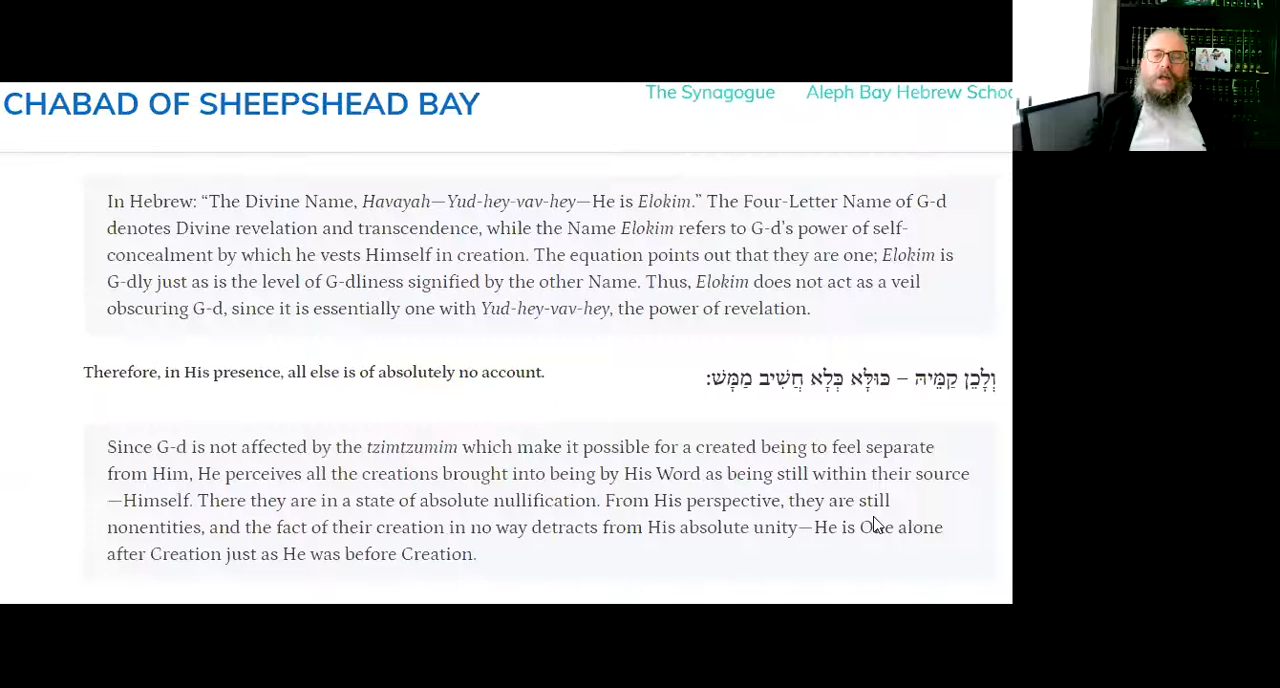 CHABAD OF SHEEPSHEAD BAY
The Synagogue Aleph Bay Hebrew Schoo
In Hebrew: “The Divine Name, Havayah—Yud-hey-vav-hey—He is Elokim.” The Four-Letter Name of G-d
denotes Divine revelation and transcendence, while the Name Elokim refers to G-d’s power of self-
concealment by which he vests Himself in creation. The equation points out that they are one; Elokim is
G-dly just as is the level of G-dliness signified by the other Name. Thus, Elokim does not act as a veil
obscuring G-d, since it is essentially one with Yud-hey-vav-hey, the power of revelation.
Therefore, in His presence, all else is of absolutely no account.
וְלָכֵן קַמֵּיהּ – כּוּלָּא כְּלָא חֲשִׁיב מַמָּשׁ:
Since G-d is not affected by the tzimtzumim which make it possible for a created being to feel separate
from Him, He perceives all the creations brought into being by His Word as being still within their source
—Himself. There they are in a state of absolute nullification. From His perspective, they are still
nonentities, and the fact of their creation in no way detracts from His absolute unity—He is One alone
after Creation just as He was before Creation.